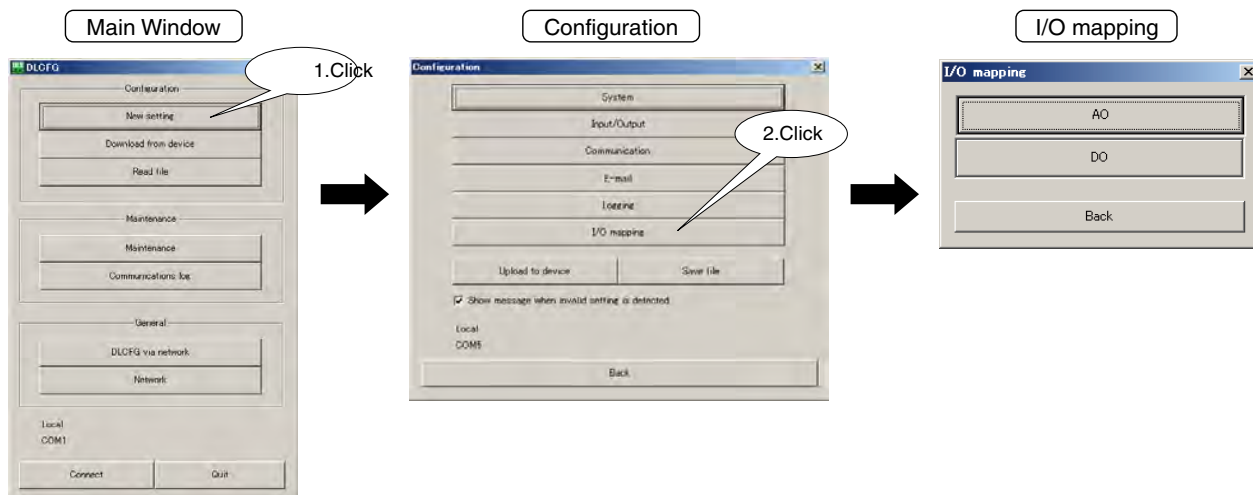 Main Window
DLCFG
1.Click
Configuration
New setting
Download from device
Read file
Maintenance
Maintenance
Communications log
General
DLCFG via network
Network
Local
COM1
Connect Quit
Configuration
Configuration
System
Input/Output
2.Click
Communication
E-mail
Logging
I/O mapping
Upload to device Save file
Show message when invalid setting is detected
Local
COM5
Back
I/O mapping
I/O mapping
AO
DO
Back